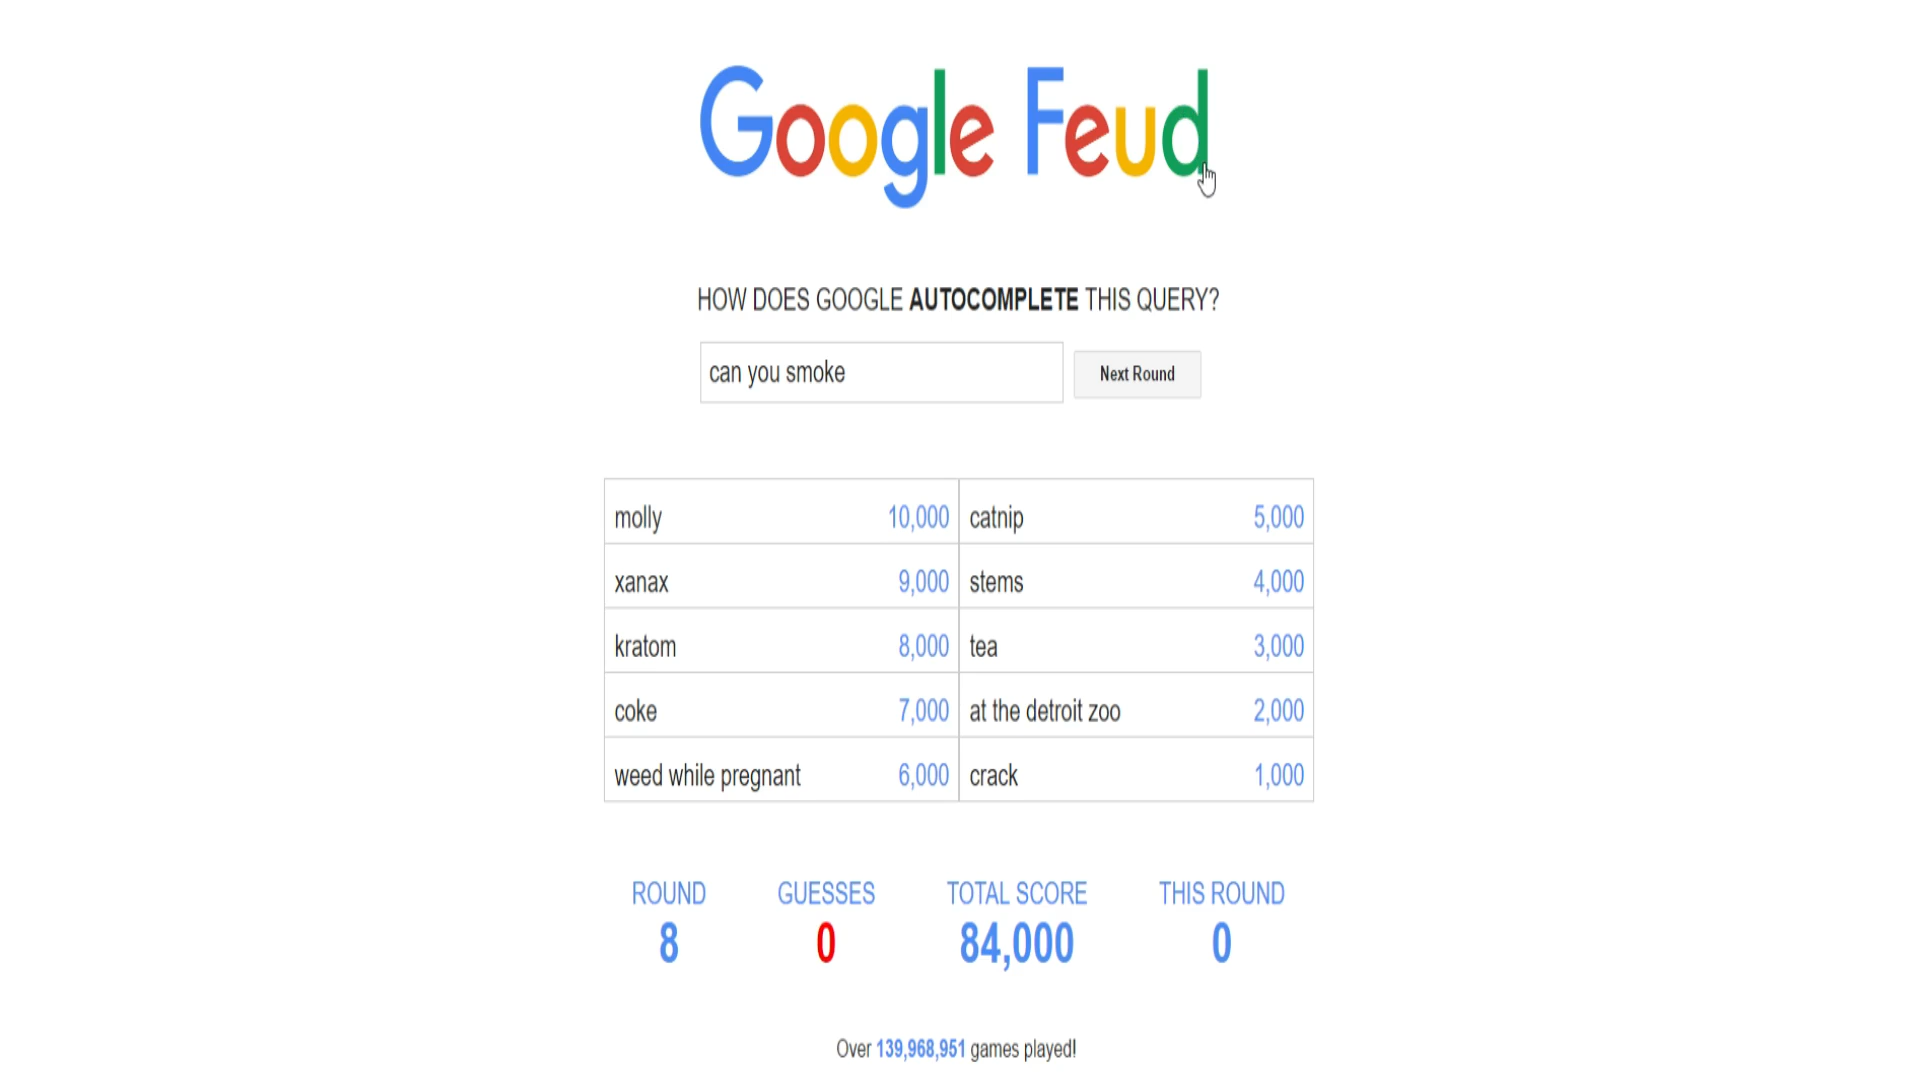 Google Feud
HOW DOES GOOGLE AUTOCOMPLETE THIS QUERY?
can you smoke
Next Round
molly 10,000
xanax 9,000
kratom 8,000
coke 7,000
weed while pregnant 6,000
catnip 5,000
stems 4,000
tea 3,000
at the detroit zoo 2,000
crack 1,000
ROUND GUESSES TOTAL SCORE THIS ROUND
8 0 84,000 0
Over 139,968,951 games played!